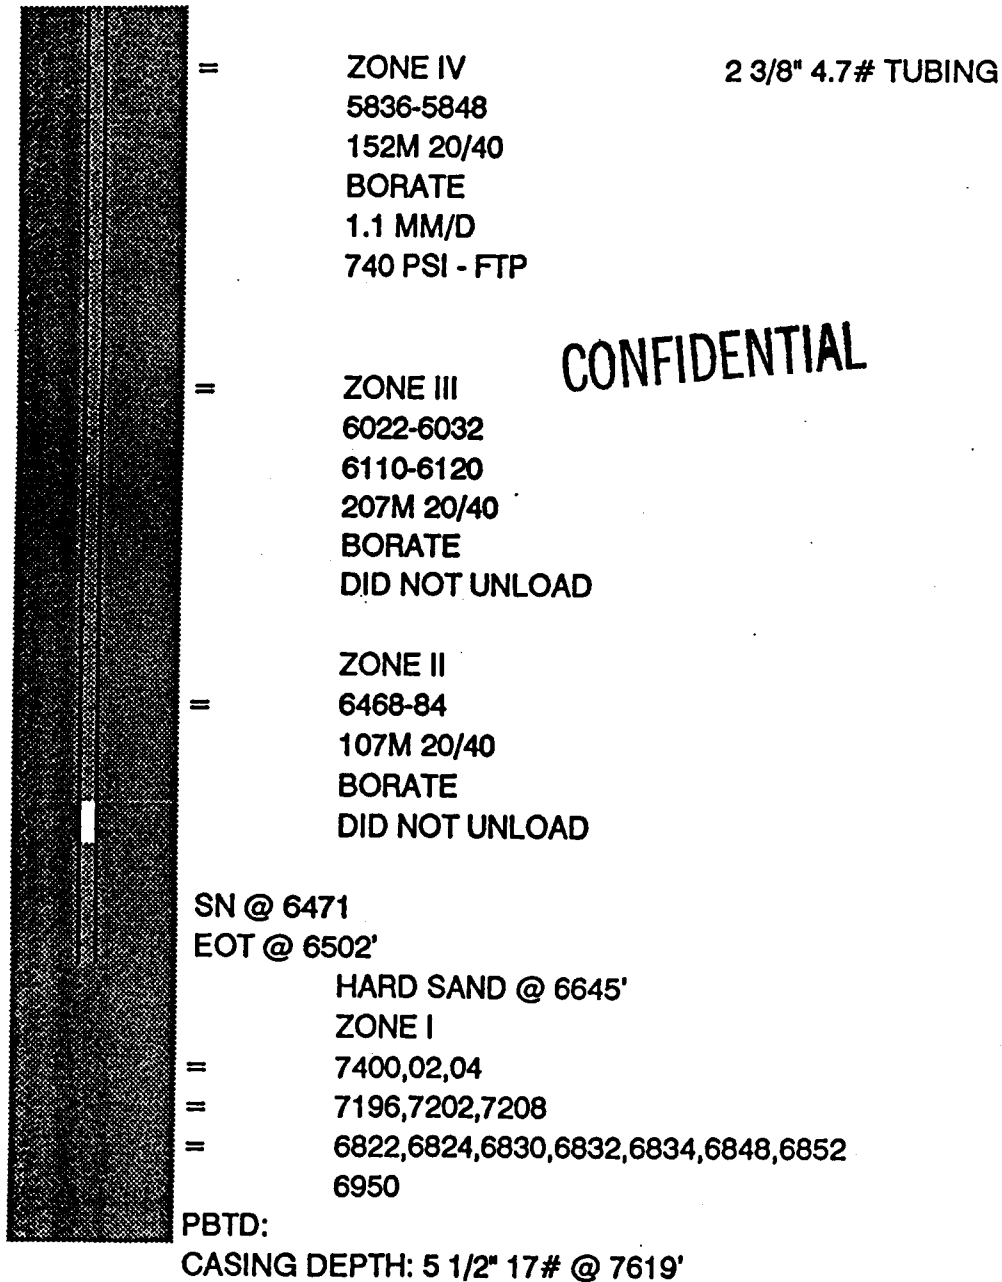 = ZONE IV 2 3/8" 4.7# TUBING
5836-5848
152M 20/40
BORATE
1.1 MM/D
740 PSI - FTP
CONFIDENTIAL
= ZONE III
6022-6032
6110-6120
207M 20/40
BORATE
DID NOT UNLOAD
ZONE II
= 6468-84
107M 20/40
BORATE
DID NOT UNLOAD
SN @ 6471
EOT @ 6502'
HARD SAND @ 6645'
ZONE I
= 7400,02,04
= 7196,7202,7208
= 6822,6824,6830,6832,6834,6848,6852
6950
PBTD:
CASING DEPTH: 5 1/2" 17# @ 7619'